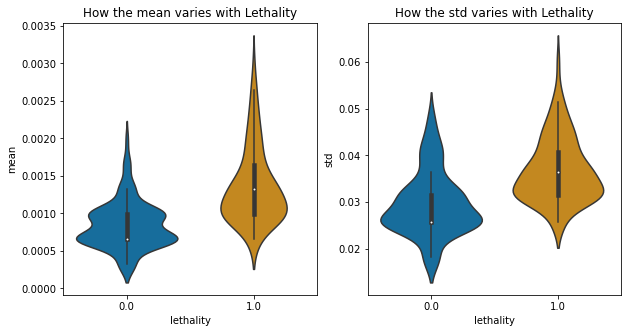 How the mean varies with Lethality
0.0035
0.0030
0.0025
0.0020
0.0015
0.0010
0.0005
0.0000
mean
0.0
1.0
lethality
How the std varies with Lethality
0.06
0.05
0.04
0.03
0.02
std
0.0
1.0
lethality